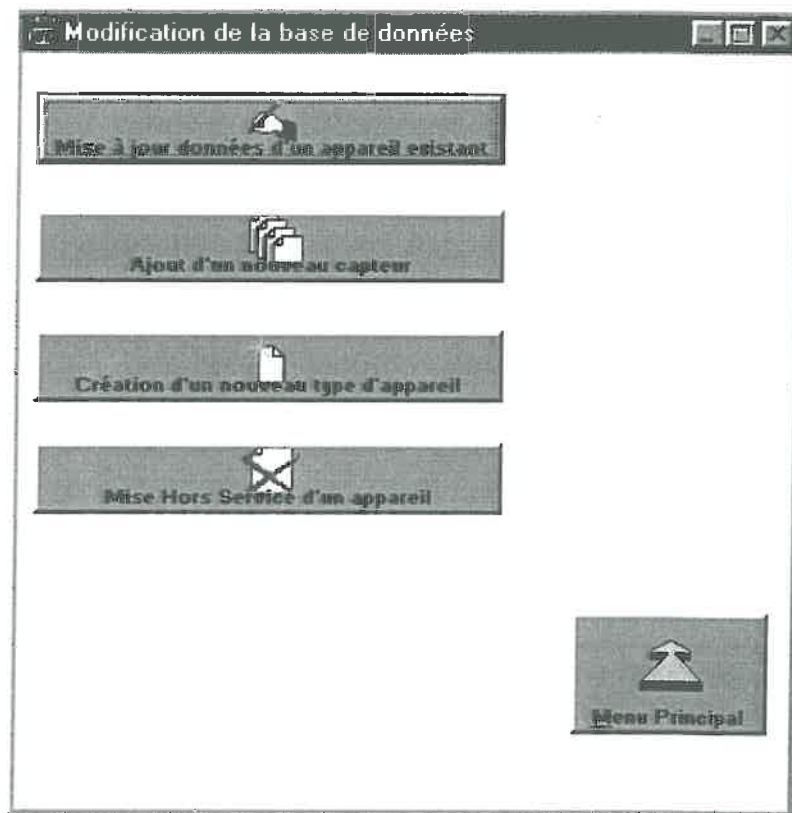 Modification de la base de données
Mise à jour données d'un appareil existant
Ajout d'un nouveau capteur
Création d'un nouveau type d'appareil
Mise Hors Service d'un appareil
Menu Principal